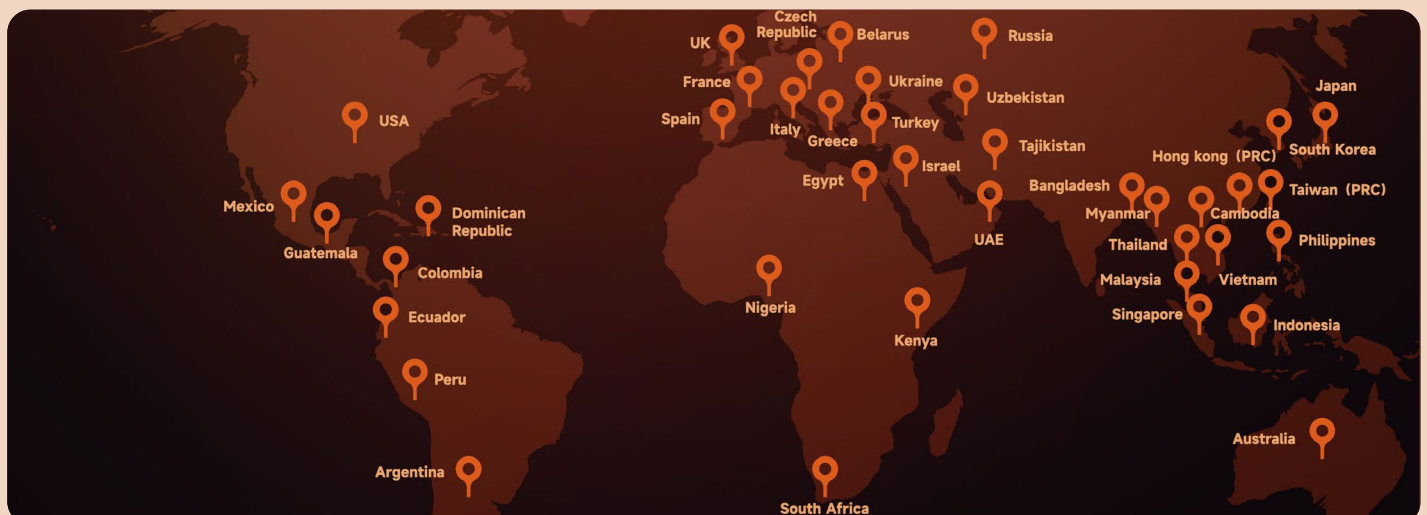 Czech
Republic
UK
Belarus
Russia
France
Ukraine
Uzbekistan
Japan
USA
Spain
Italy
Turkey
Greece
Tajikistan
South Korea
Hong kong (PRC)
Israel
Egypt
Bangladesh
Taiwan (PRC)
Mexico
Dominican
Republic
Myanmar
Cambodia
UAE
Thailand
Philippines
Guatemala
Colombia
Malaysia
Vietnam
Nigeria
Ecuador
Singapore
Indonesia
Kenya
Peru
Australia
Argentina
South Africa